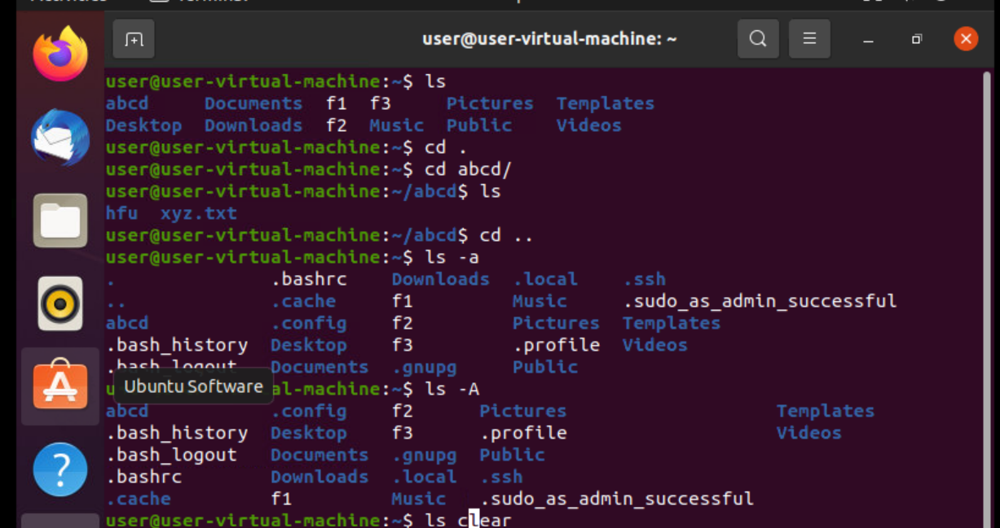 user@user-virtual-machine: ~
user@user-virtual-machine:~$ ls
abcd Documents f1 f3 Pictures Templates
Desktop Downloads f2 Music Public Videos
user@user-virtual-machine:~$ cd .
user@user-virtual-machine:~$ cd abcd/
user@user-virtual-machine:~/abcd$ ls
hfu xyz.txt
user@user-virtual-machine:~/abcd$ cd ..
user@user-virtual-machine:~$ ls -a
. .bashrc Downloads .local .ssh
.. .cache f1 Music .sudo_as_admin_successful
abcd .config f2 Pictures Templates
.bash_history Desktop f3 .profile Videos
.bash_logout Documents .gnupg Public
Ubuntu Software
al-machine:~$ ls -A
abcd .config f2 Pictures Templates
.bash_history Desktop f3 .profile Videos
.bash_logout Documents .gnupg Public
.bashrc Downloads .local .ssh
.cache f1 Music .sudo_as_admin_successful
user@user-virtual-machine:~$ ls clear